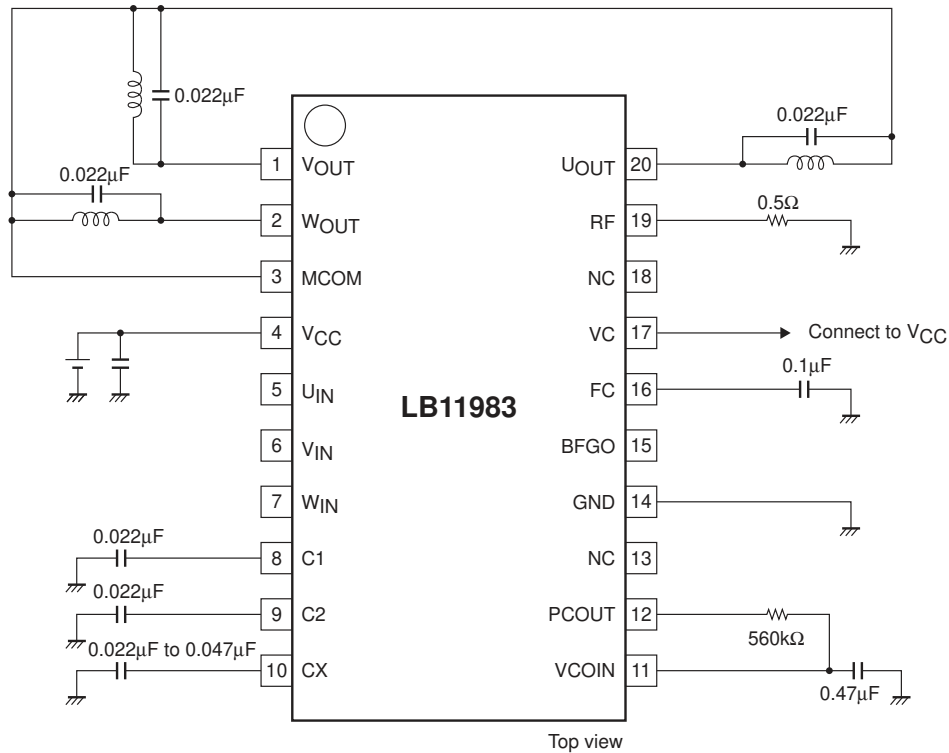 0.022μF
0.022μF
0.022μF
1 VOUT UOUT 20
0.5Ω
2 WOUT RF 19
3 MCOM NC 18
4 VCC VC 17 Connect to VCC
0.1μF
5 UIN FC 16
LB11983
6 VIN BFGO 15
7 WIN GND 14
0.022μF
8 C1 NC 13
0.022μF
9 C2 PCOUT 12
560kΩ
0.022μF to 0.047μF
10 CX VCOIN 11
0.47μF
Top view